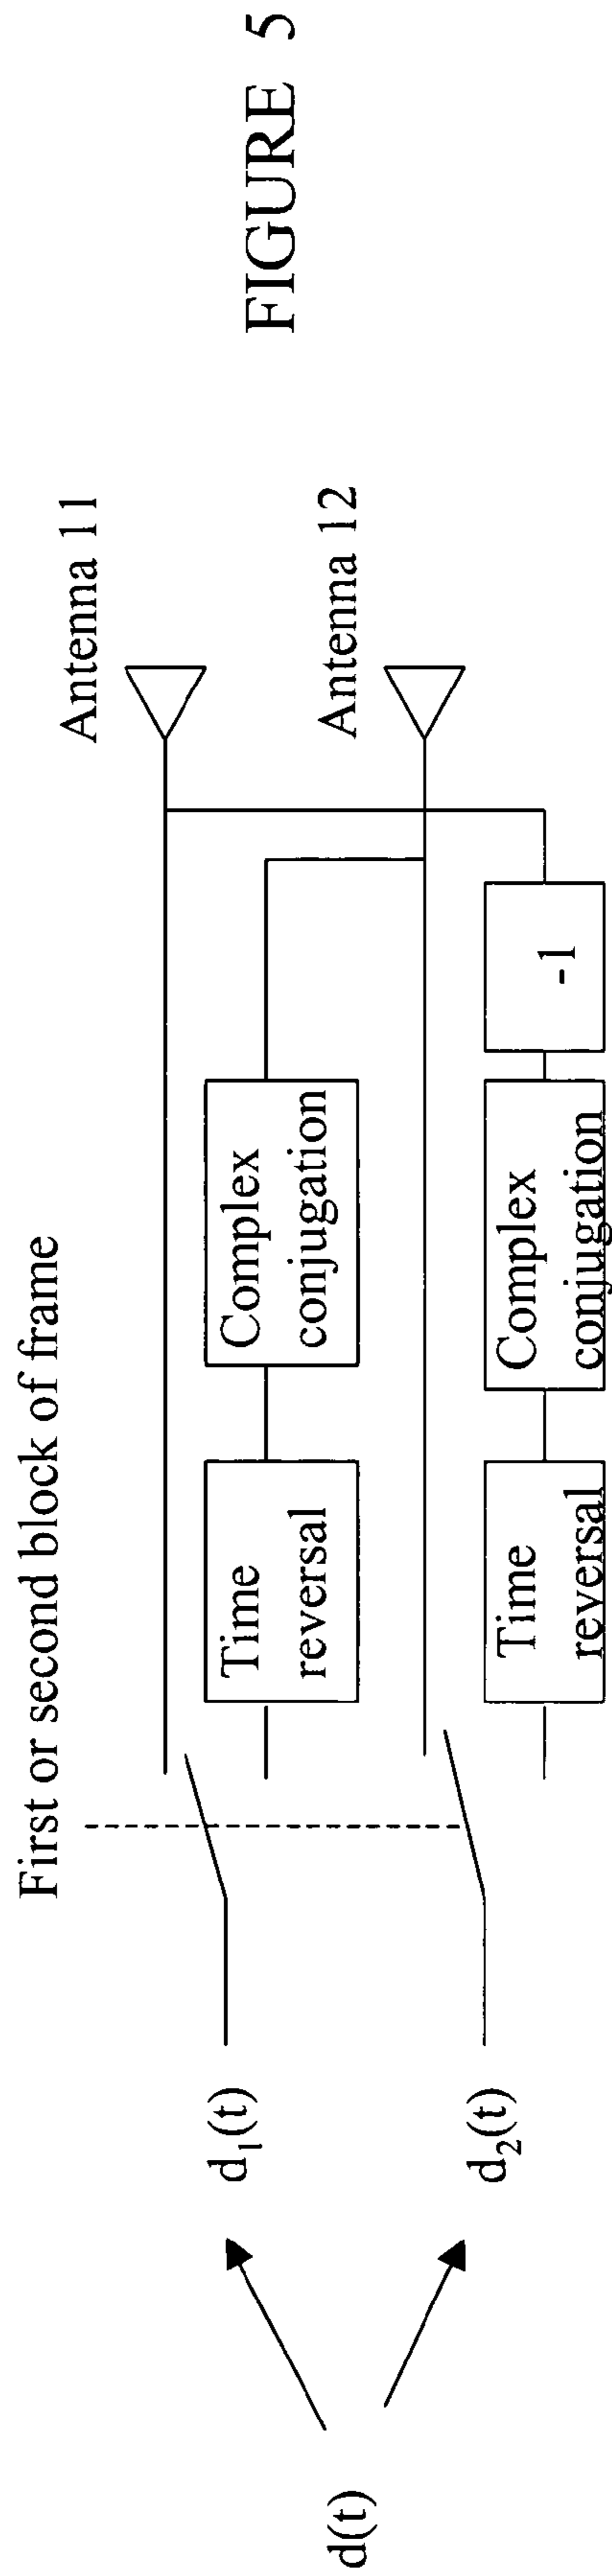 First or second block of frame
d(t)
d₁(t)
d₂(t)
Time
reversal
Complex
conjugation
Time
reversal
Complex
conjugation
-1
Antenna 11
Antenna 12
FIGURE 5